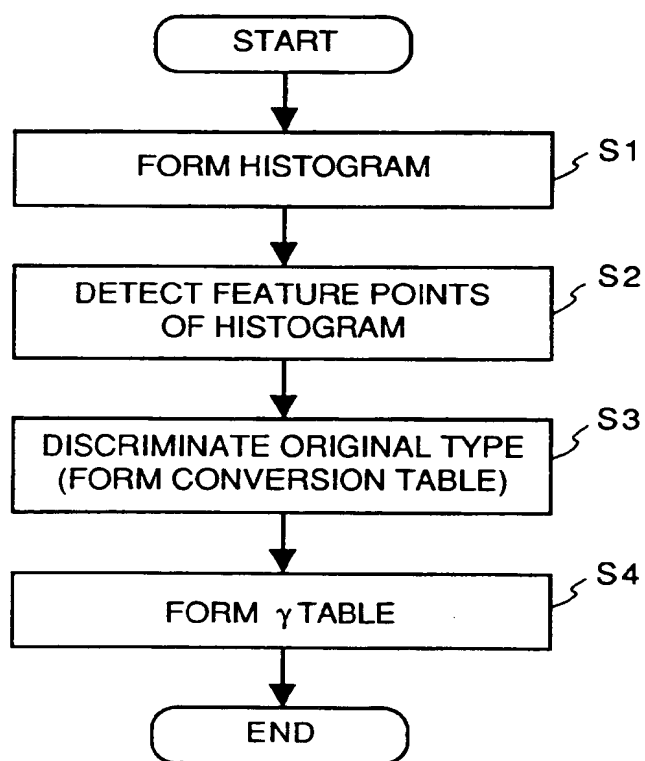 START
FORM HISTOGRAM
S1
DETECT FEATURE POINTS
OF HISTOGRAM
S2
DISCRIMINATE ORIGINAL TYPE
(FORM CONVERSION TABLE)
S3
FORM γ TABLE
S4
END